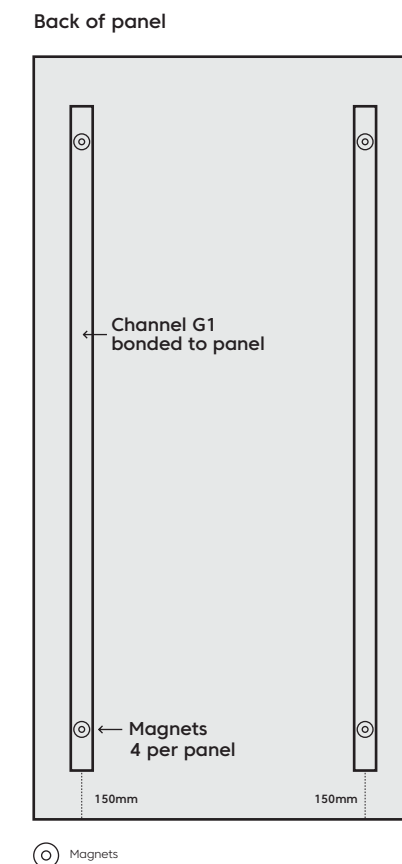 Back of panel
Channel G1
bonded to panel
Magnets
4 per panel
150mm
150mm
Magnets